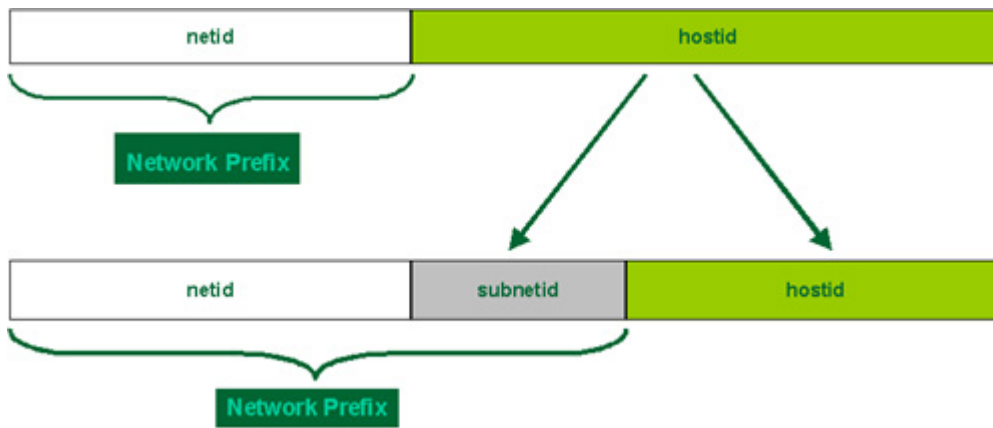 netid hostid
Network Prefix
netid subnetid hostid
Network Prefix